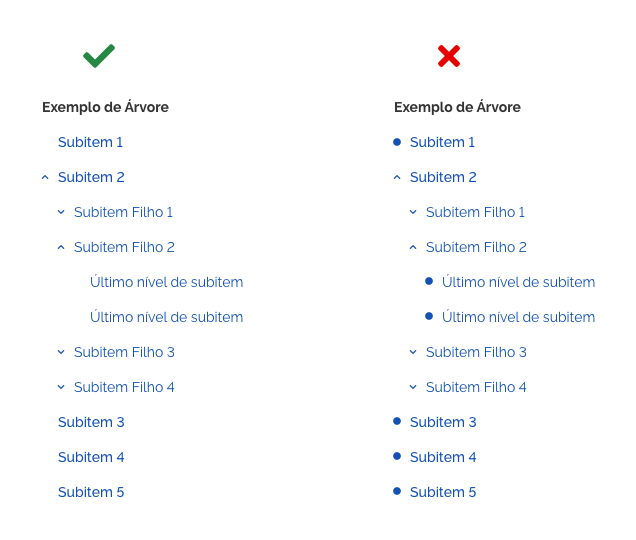 Exemplo de Árvore
Subitem 1
Subitem 2
Subitem Filho 1
Subitem Filho 2
Último nível de subitem
Último nível de subitem
Subitem Filho 3
Subitem Filho 4
Subitem 3
Subitem 4
Subitem 5
Exemplo de Árvore
Subitem 1
Subitem 2
Subitem Filho 1
Subitem Filho 2
Último nível de subitem
Último nível de subitem
Subitem Filho 3
Subitem Filho 4
Subitem 3
Subitem 4
Subitem 5